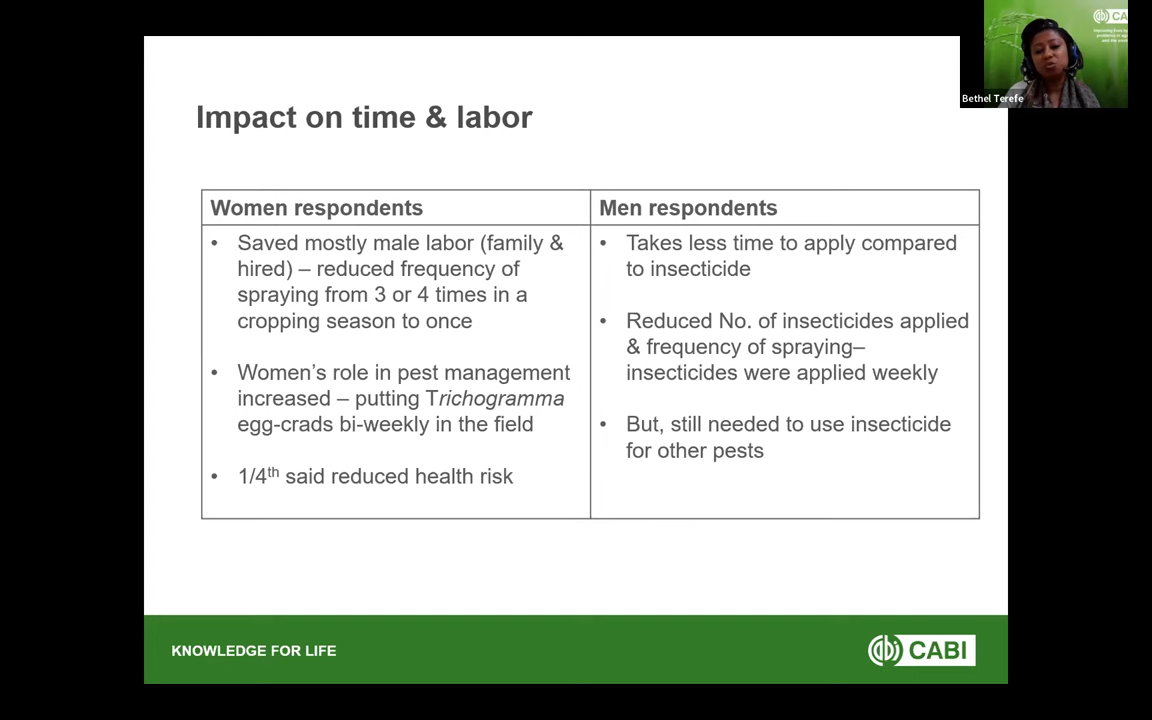 CABI
Bethel Terefe
Impact on time & labor
Women respondents
• Saved mostly male labor (family &
hired) – reduced frequency of
spraying from 3 or 4 times in a
cropping season to once
• Women's role in pest management
increased – putting Trichogramma
egg-crads bi-weekly in the field
• 1/4th said reduced health risk
Men respondents
• Takes less time to apply compared
to insecticide
• Reduced No. of insecticides applied
& frequency of spraying–
insecticides were applied weekly
• But, still needed to use insecticide
for other pests
KNOWLEDGE FOR LIFE
CABI